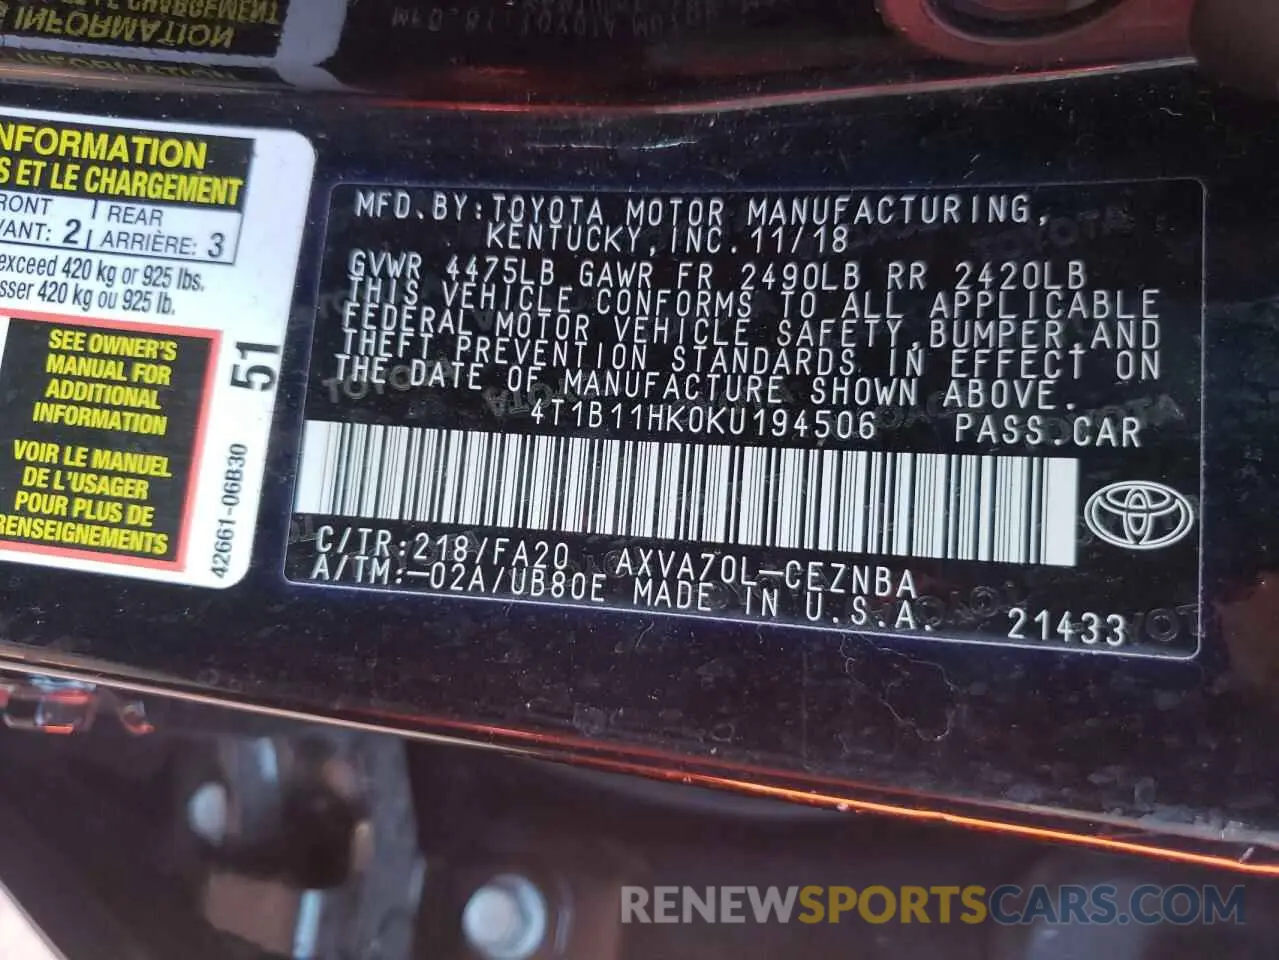 NFORMATION
S ET LE CHARGEMENT
RONT | REAR
VANT: 2 | ARRIÈRE: 3
exceed 420 kg or 925 lbs.
sser 420 kg ou 925 lb.
SEE OWNER'S
MANUAL FOR
ADDITIONAL
INFORMATION
VOIR LE MANUEL
DE L'USAGER
POUR PLUS DE
RENSEIGNEMENTS
51
42661-06B30
MFD.BY:TOYOTA MOTOR MANUFACTURING,
KENTUCKY,INC.11/18
GVWR 4475LB GAWR FR 2490LB RR 2420LB
THIS VEHICLE CONFORMS TO ALL APPLICABLE
FEDERAL MOTOR VEHICLE SAFETY,BUMPER,AND
THEFT PREVENTION STANDARDS IN EFFECT ON
THE DATE OF MANUFACTURE SHOWN ABOVE.
4T1B11HK0KU194506 PASS.CAR
C/TR:218/FA20 AXVA70L-CEZNBA
A/TM:-02A/UB80E MADE IN U.S.A. 21433
RENEWSPORTSCARS.COM